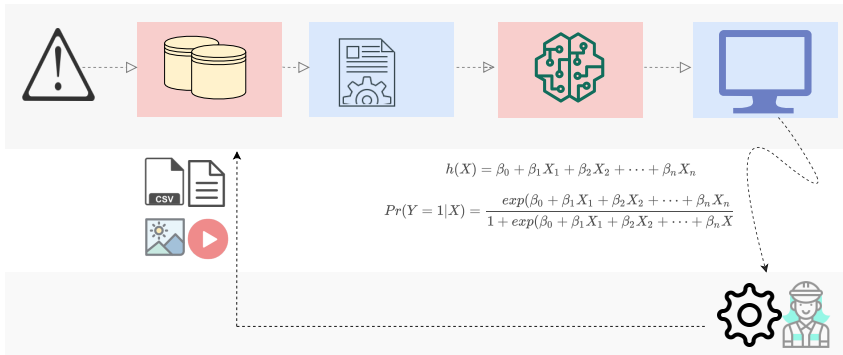 CSV
h(X) = β₀ + β₁X₁ + β₂X₂ + ⋯ + βₙXₙ
Pr(Y = 1|X) = exp(β₀ + β₁X₁ + β₂X₂ + ⋯ + βₙXₙ
1 + exp(β₀ + β₁X₁ + β₂X₂ + ⋯ + βₙX